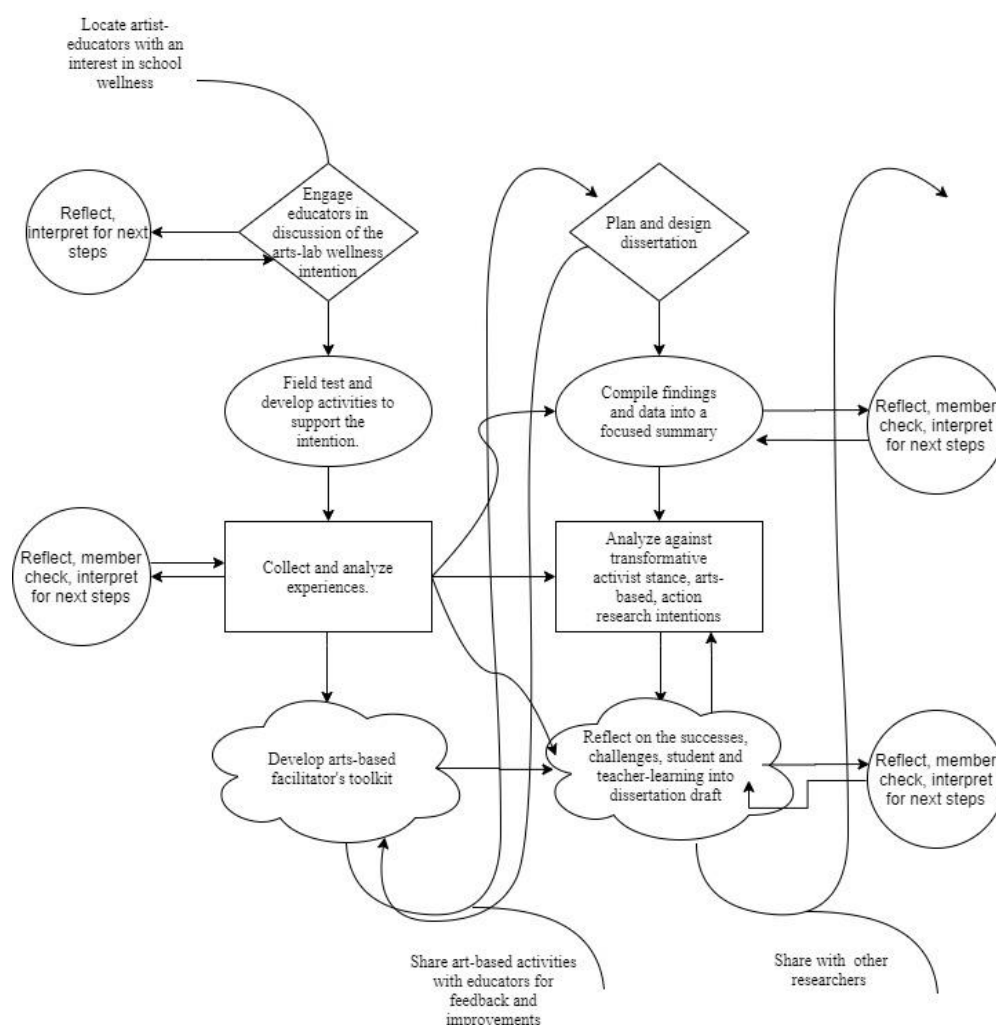 Locate artist-
educators with an
interest in school
wellness
Engage
educators in
discussion of the
arts-lab wellness
intention
Reflect,
interpret for next
steps
Plan and design
dissertation
Field test and
develop activities to
support the
intention.
Compile findings
and data into a
focused summary
Reflect, member
check, interpret
for next steps
Reflect, member
check, interpret
for next steps
Collect and analyze
experiences.
Analyze against
transformative
activist stance, arts-
based, action
research intentions
Develop arts-based
facilitator's toolkit
Reflect on the successes,
challenges, student and
teacher-learning into
dissertation draft
Reflect, member
check, interpret
for next steps
Share art-based activities
with educators for
feedback and
improvements
Share with other
researchers